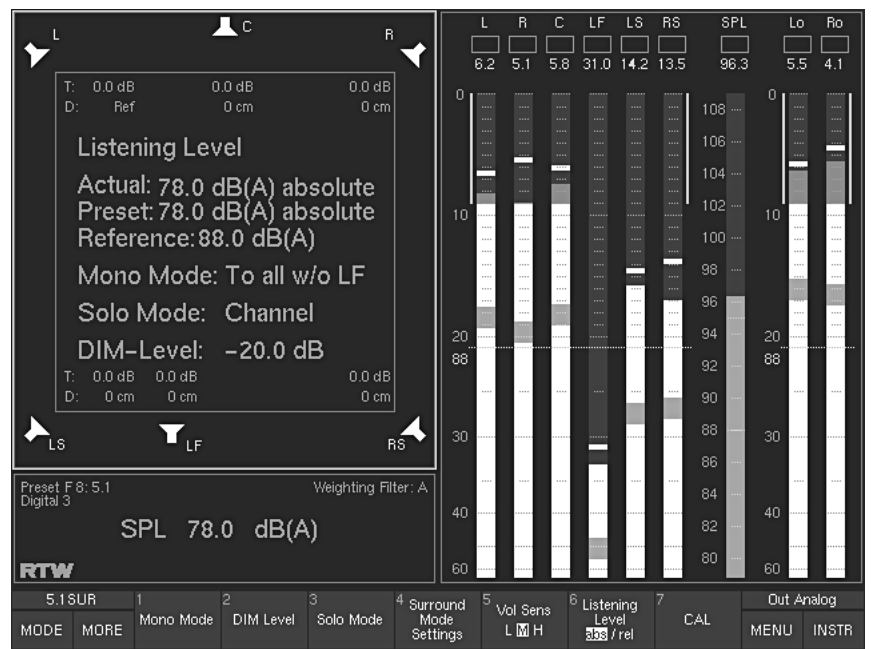 L C R
T: 0.0 dB 0.0 dB 0.0 dB
D: Ref 0 cm 0 cm
Listening Level
Actual: 78.0 dB(A) absolute
Preset: 78.0 dB(A) absolute
Reference: 88.0 dB(A)
Mono Mode: To all w/o LF
Solo Mode: Channel
DIM-Level: -20.0 dB
T: 0.0 dB 0.0 dB 0.0 dB
D: 0 cm 0 cm 0 cm
LS LF RS
Preset F 8: 5.1 Weighting Filter: A
Digital 3
SPL 78.0 dB(A)
RTW
L R C LF LS RS SPL Lo Ro
6.2 5.1 5.8 31.0 14.2 13.5 96.3 5.5 4.1
0
10
20
88
30
40
60
108
106
104
102
100
98
96
94
92
90
88
86
84
82
80
0
10
20
88
30
40
60
5.1SUR
MODE MORE
1
Mono Mode
2
DIM Level
3
Solo Mode
4
Surround
Mode
Settings
5
Vol Sens
L M H
6
Listening
Level
abs / rel
7
CAL
Out Analog
MENU INSTR